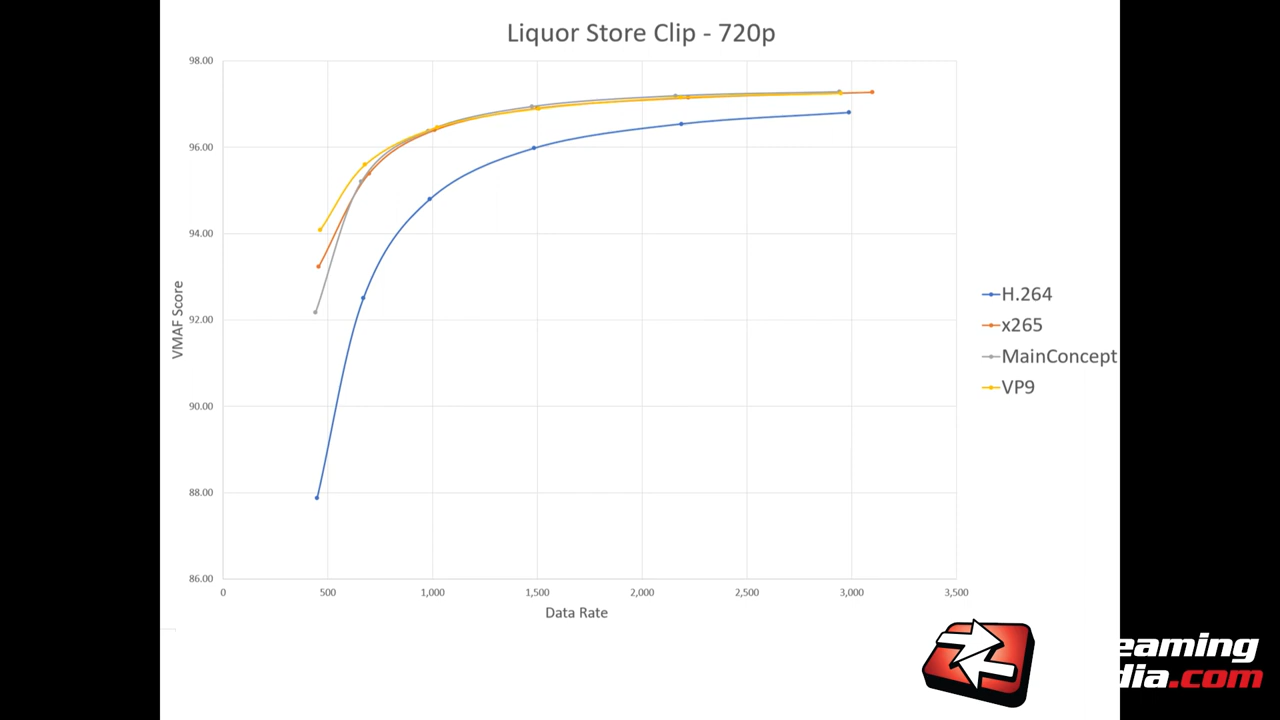 Liquor Store Clip - 720p
98.00
96.00
94.00
92.00
90.00
88.00
86.00
VMAF Score
0
500
1,000
1,500
2,000
2,500
3,000
3,500
Data Rate
H.264
x265
MainConcept
VP9
eaming
dia.com